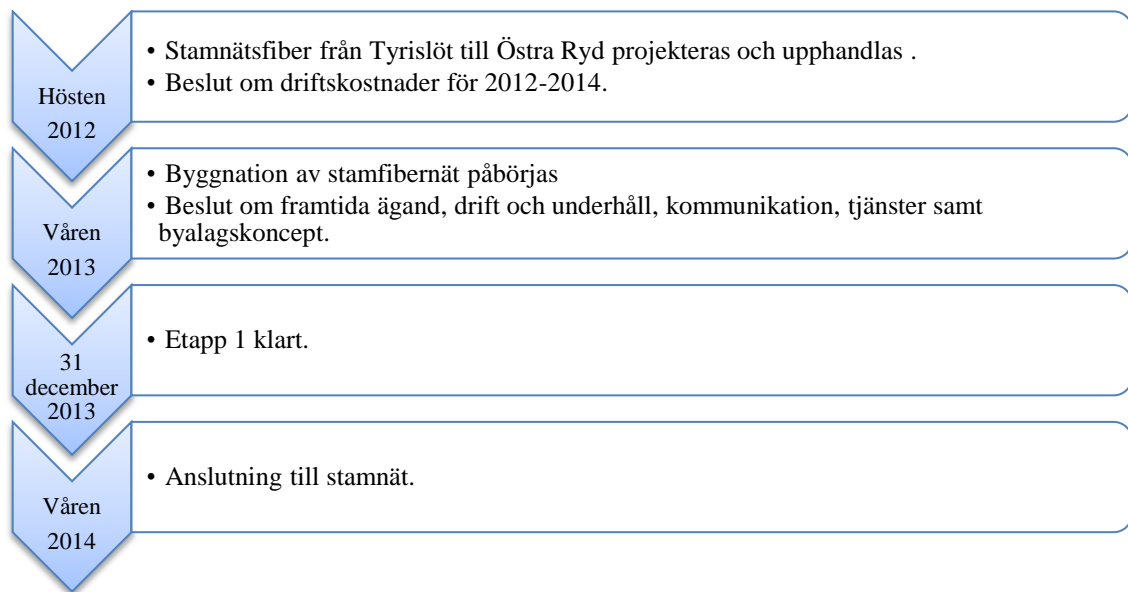 Hösten
2012
• Stamnätsfiber från Tyrislöt till Östra Ryd projekteras och upphandlas .
• Beslut om driftskostnader för 2012-2014.
Våren
2013
• Byggnation av stamfibernät påbörjas
• Beslut om framtida ägand, drift och underhåll, kommunikation, tjänster samt
byalagskoncept.
31
december
2013
• Etapp 1 klart.
Våren
2014
• Anslutning till stamnät.